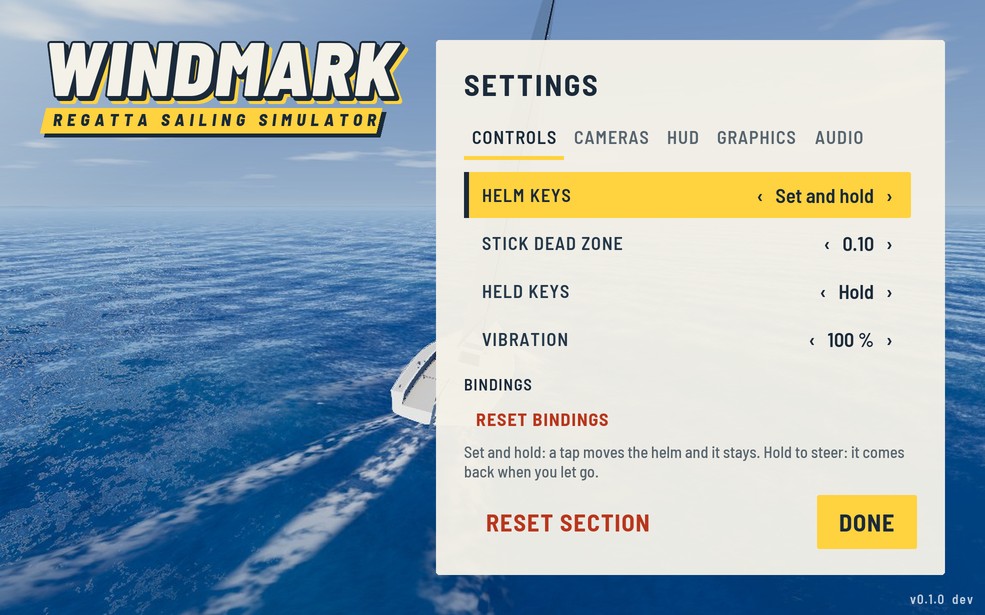 WINDMARK
REGATTA SAILING SIMULATOR
SETTINGS
CONTROLS CAMERAS HUD GRAPHICS AUDIO
HELM KEYS ‹ Set and hold ›
STICK DEAD ZONE ‹ 0.10 ›
HELD KEYS ‹ Hold ›
VIBRATION ‹ 100 % ›
BINDINGS
RESET BINDINGS
Set and hold: a tap moves the helm and it stays. Hold to steer: it comes
back when you let go.
RESET SECTION DONE
v0.1.0 dev